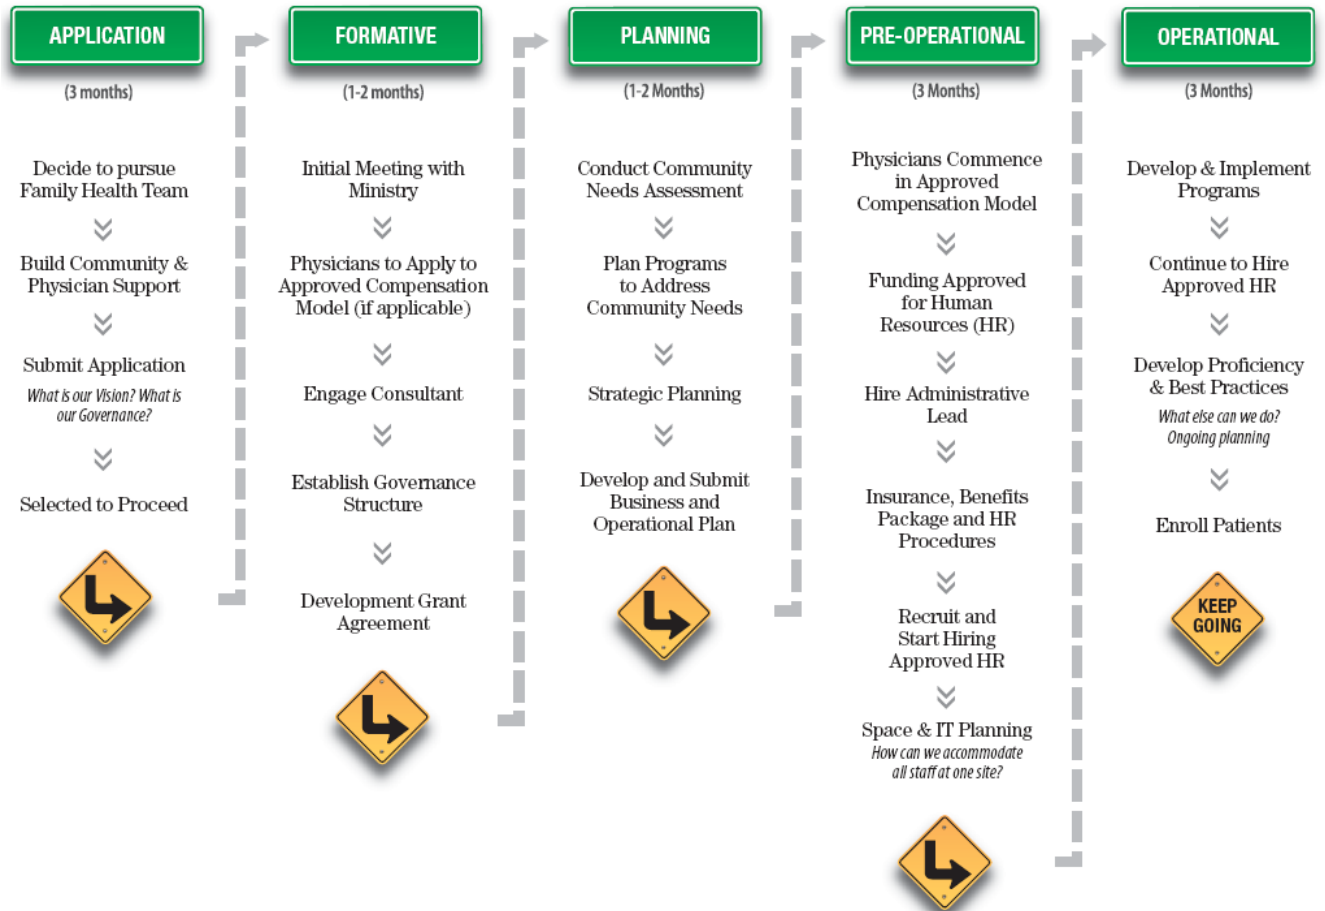 APPLICATION
(3 months)
Decide to pursue
Family Health Team
Build Community &
Physician Support
Submit Application
What is our Vision? What is
our Governance?
Selected to Proceed
FORMATIVE
(1-2 months)
Initial Meeting with
Ministry
Physicians to Apply to
Approved Compensation
Model (if applicable)
Engage Consultant
Establish Governance
Structure
Development Grant
Agreement
PLANNING
(1-2 Months)
Conduct Community
Needs Assessment
Plan Programs
to Address
Community Needs
Strategic Planning
Develop and Submit
Business and
Operational Plan
PRE-OPERATIONAL
(3 Months)
Physicians Commence
in Approved
Compensation Model
Funding Approved
for Human
Resources (HR)
Hire Administrative
Lead
Insurance, Benefits
Package and HR
Procedures
Recruit and
Start Hiring
Approved HR
Space & IT Planning
How can we accommodate
all staff at one site?
OPERATIONAL
(3 Months)
Develop & Implement
Programs
Continue to Hire
Approved HR
Develop Proficiency
& Best Practices
What else can we do?
Ongoing planning
Enroll Patients
KEEP
GOING